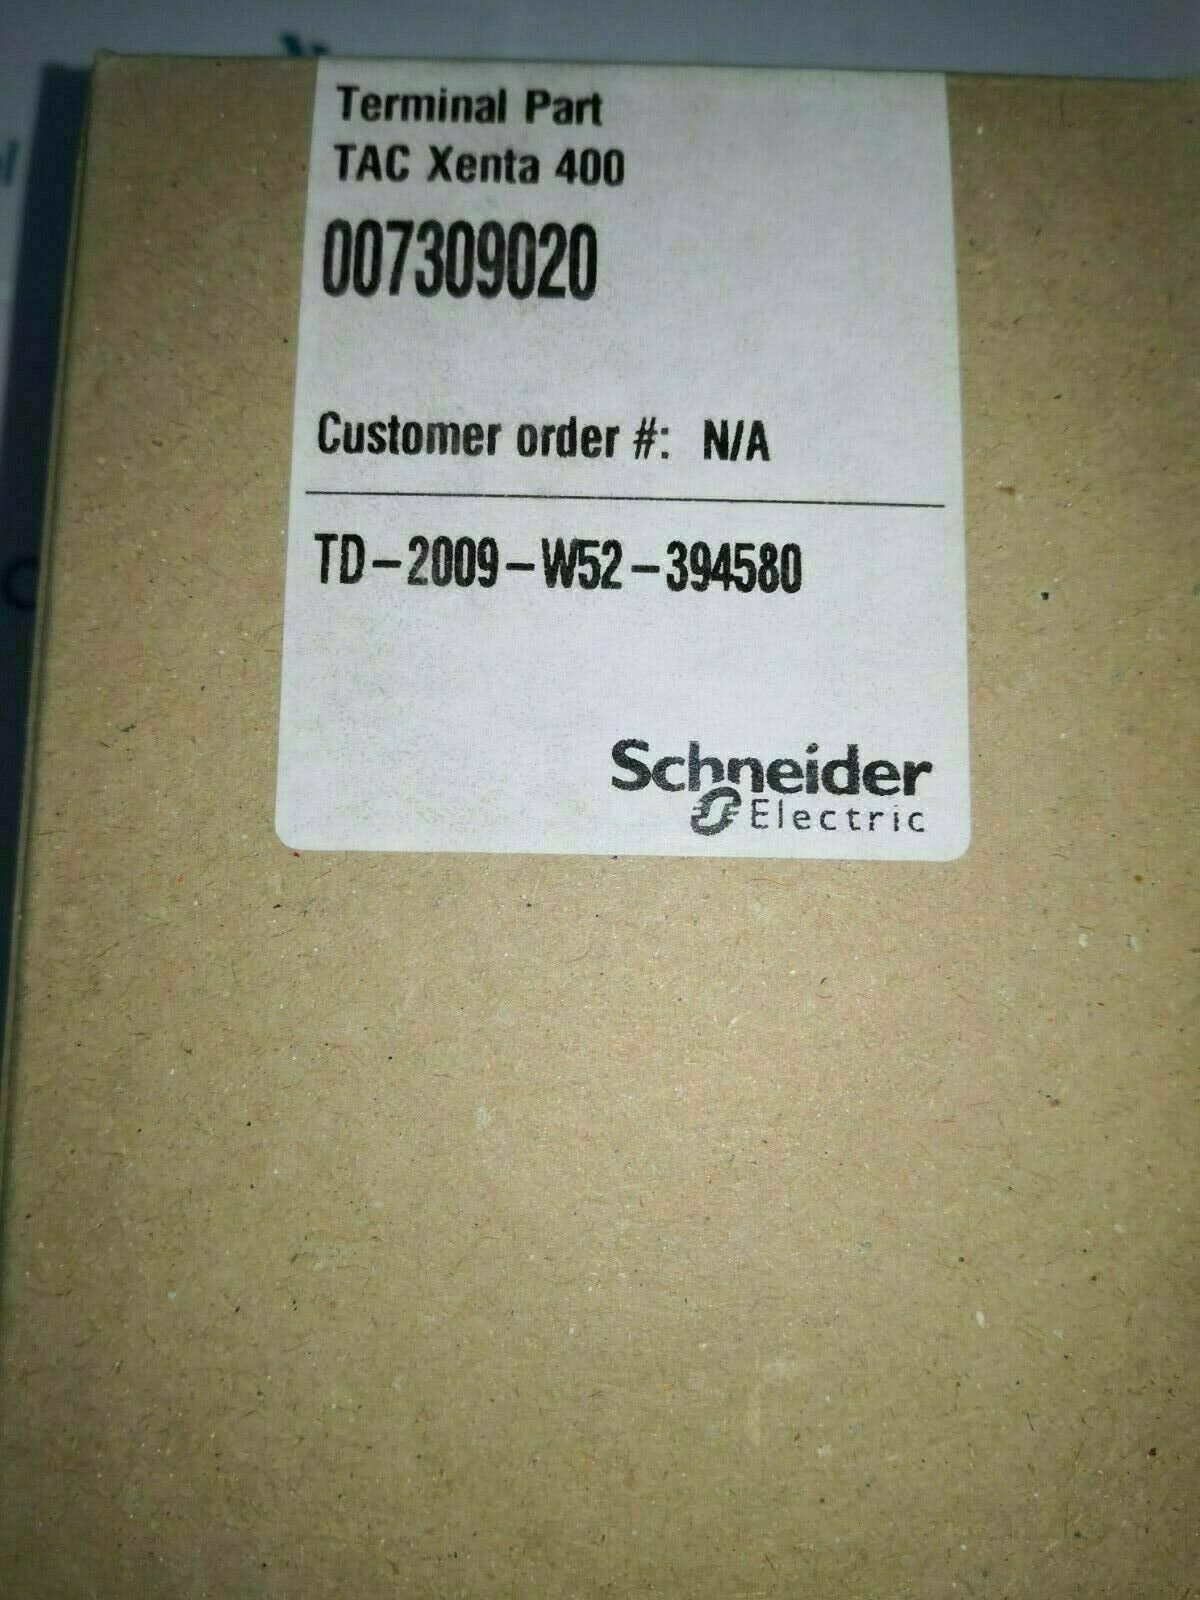 Terminal Part
TAC Xenta 400
007309020
Customer order #: N/A
TD-2009-W52-394580
Schneider
Electric